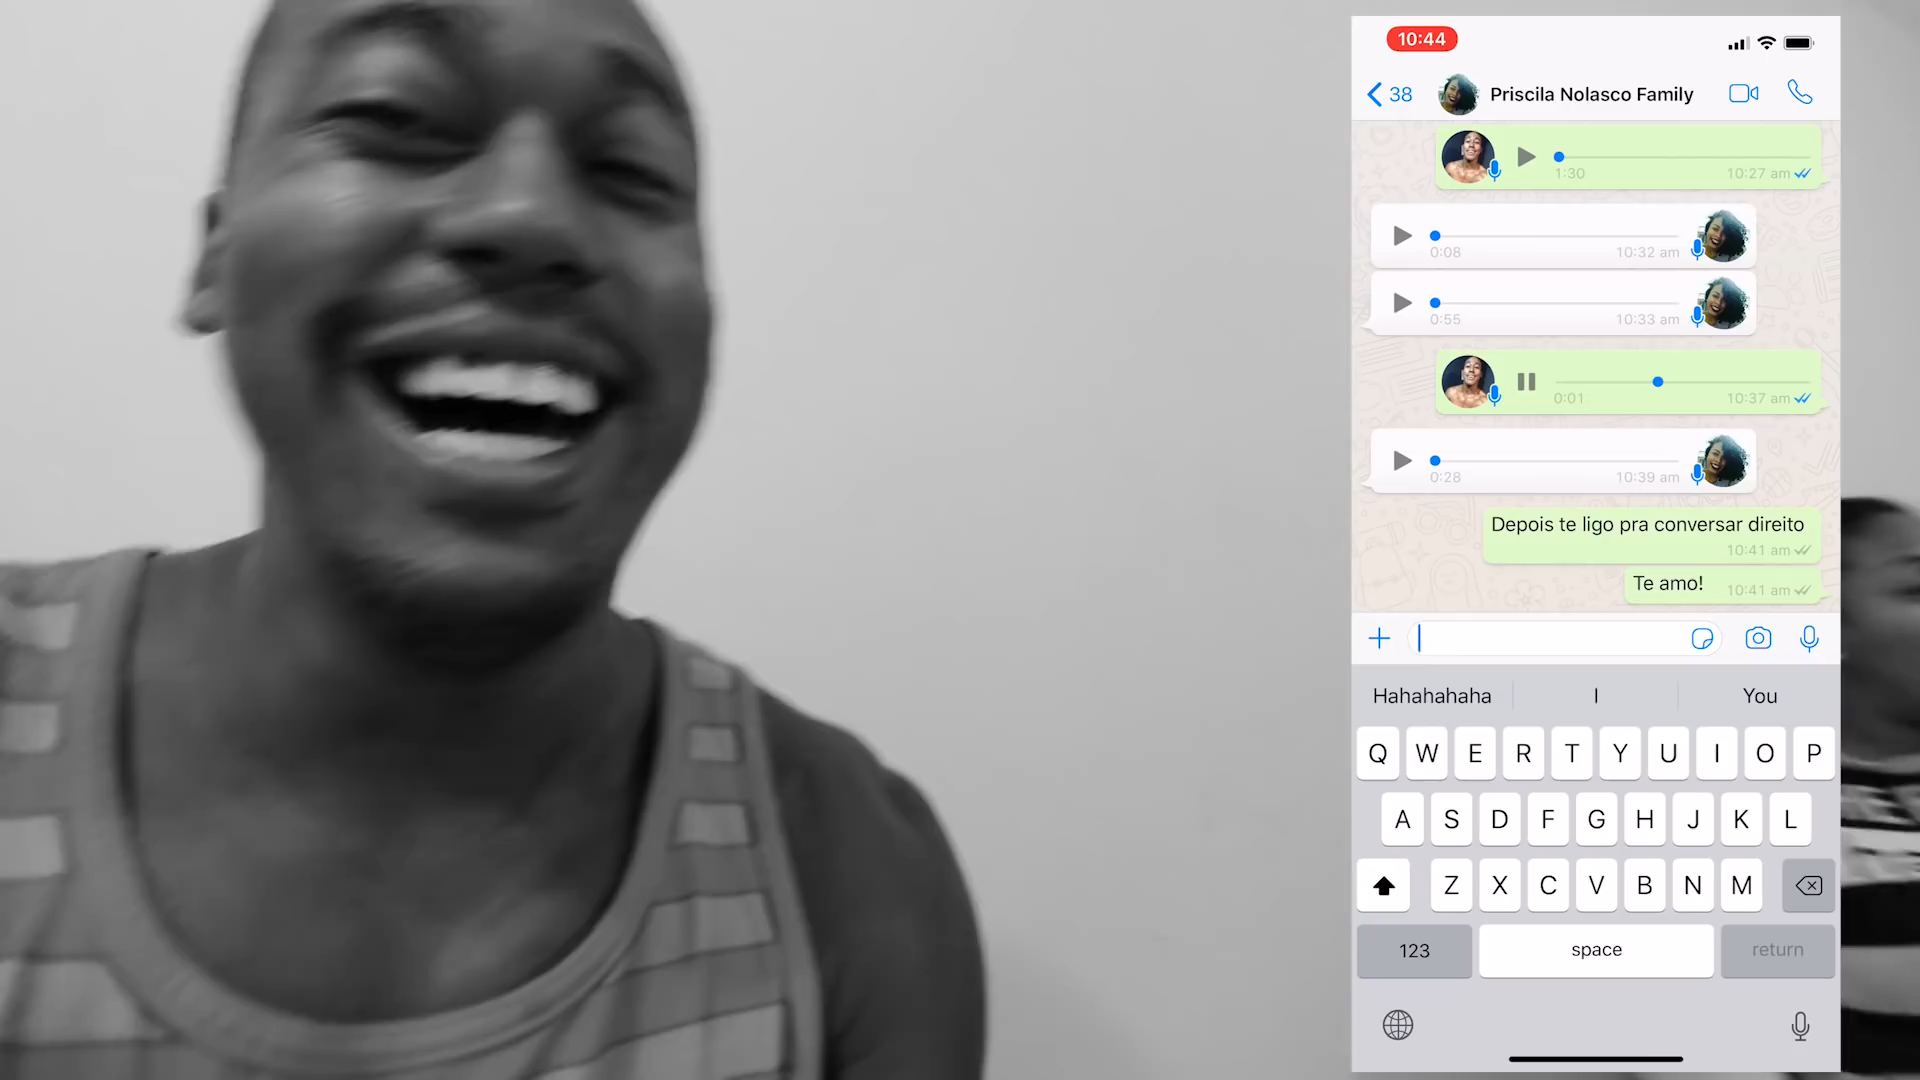 10:44
38 Priscila Nolasco Family
1:30 10:27 am
0:08 10:32 am
0:55 10:33 am
0:01 10:37 am
0:28 10:39 am
Depois te ligo pra conversar direito
10:41 am
Te amo! 10:41 am
Hahahahaha I You
Q W E R T Y U I O P
A S D F G H J K L
Z X C V B N M
123 space return